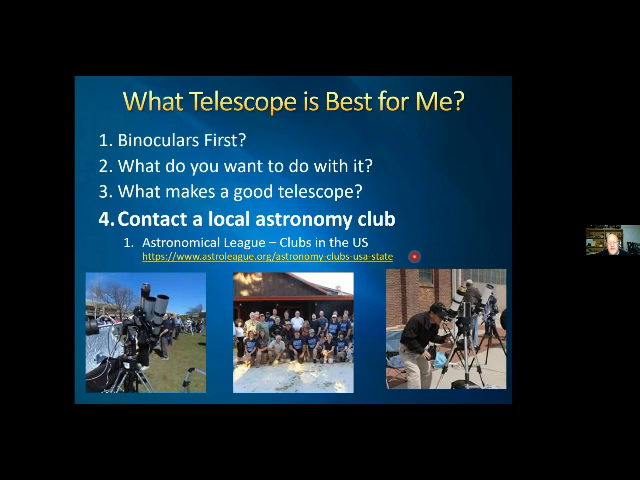 What Telescope is Best for Me?
1. Binoculars First?
2. What do you want to do with it?
3. What makes a good telescope?
4. Contact a local astronomy club
1. Astronomical League – Clubs in the US
https://www.astroleague.org/astronomy-clubs-usa-state